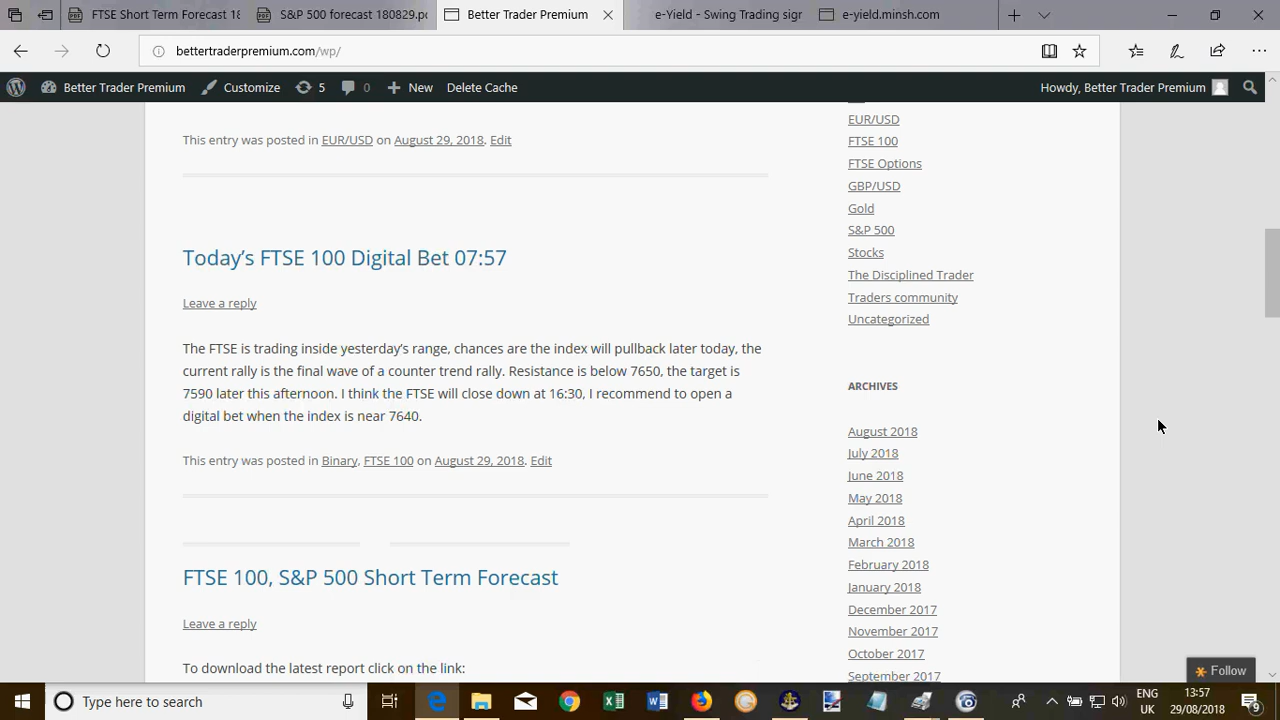 FTSE Short Term Forecast 18
S&P 500 forecast 180829.pd
Better Trader Premium
e-Yield - Swing Trading sign
e-yield.minsh.com
bettertraderpremium.com/wp/
Better Trader Premium
Customize
5
0
New
Delete Cache
Howdy, Better Trader Premium
This entry was posted in EUR/USD on August 29, 2018. Edit
Today’s FTSE 100 Digital Bet 07:57
Leave a reply
The FTSE is trading inside yesterday’s range, chances are the index will pullback later today, the
current rally is the final wave of a counter trend rally. Resistance is below 7650, the target is
7590 later this afternoon. I think the FTSE will close down at 16:30, I recommend to open a
digital bet when the index is near 7640.
This entry was posted in Binary, FTSE 100 on August 29, 2018. Edit
FTSE 100, S&P 500 Short Term Forecast
Leave a reply
To download the latest report click on the link:
EUR/USD
FTSE 100
FTSE Options
GBP/USD
Gold
S&P 500
Stocks
The Disciplined Trader
Traders community
Uncategorized
ARCHIVES
August 2018
July 2018
June 2018
May 2018
April 2018
March 2018
February 2018
January 2018
December 2017
November 2017
October 2017
September 2017
Follow
Type here to search
ENG
UK
13:57
29/08/2018
9